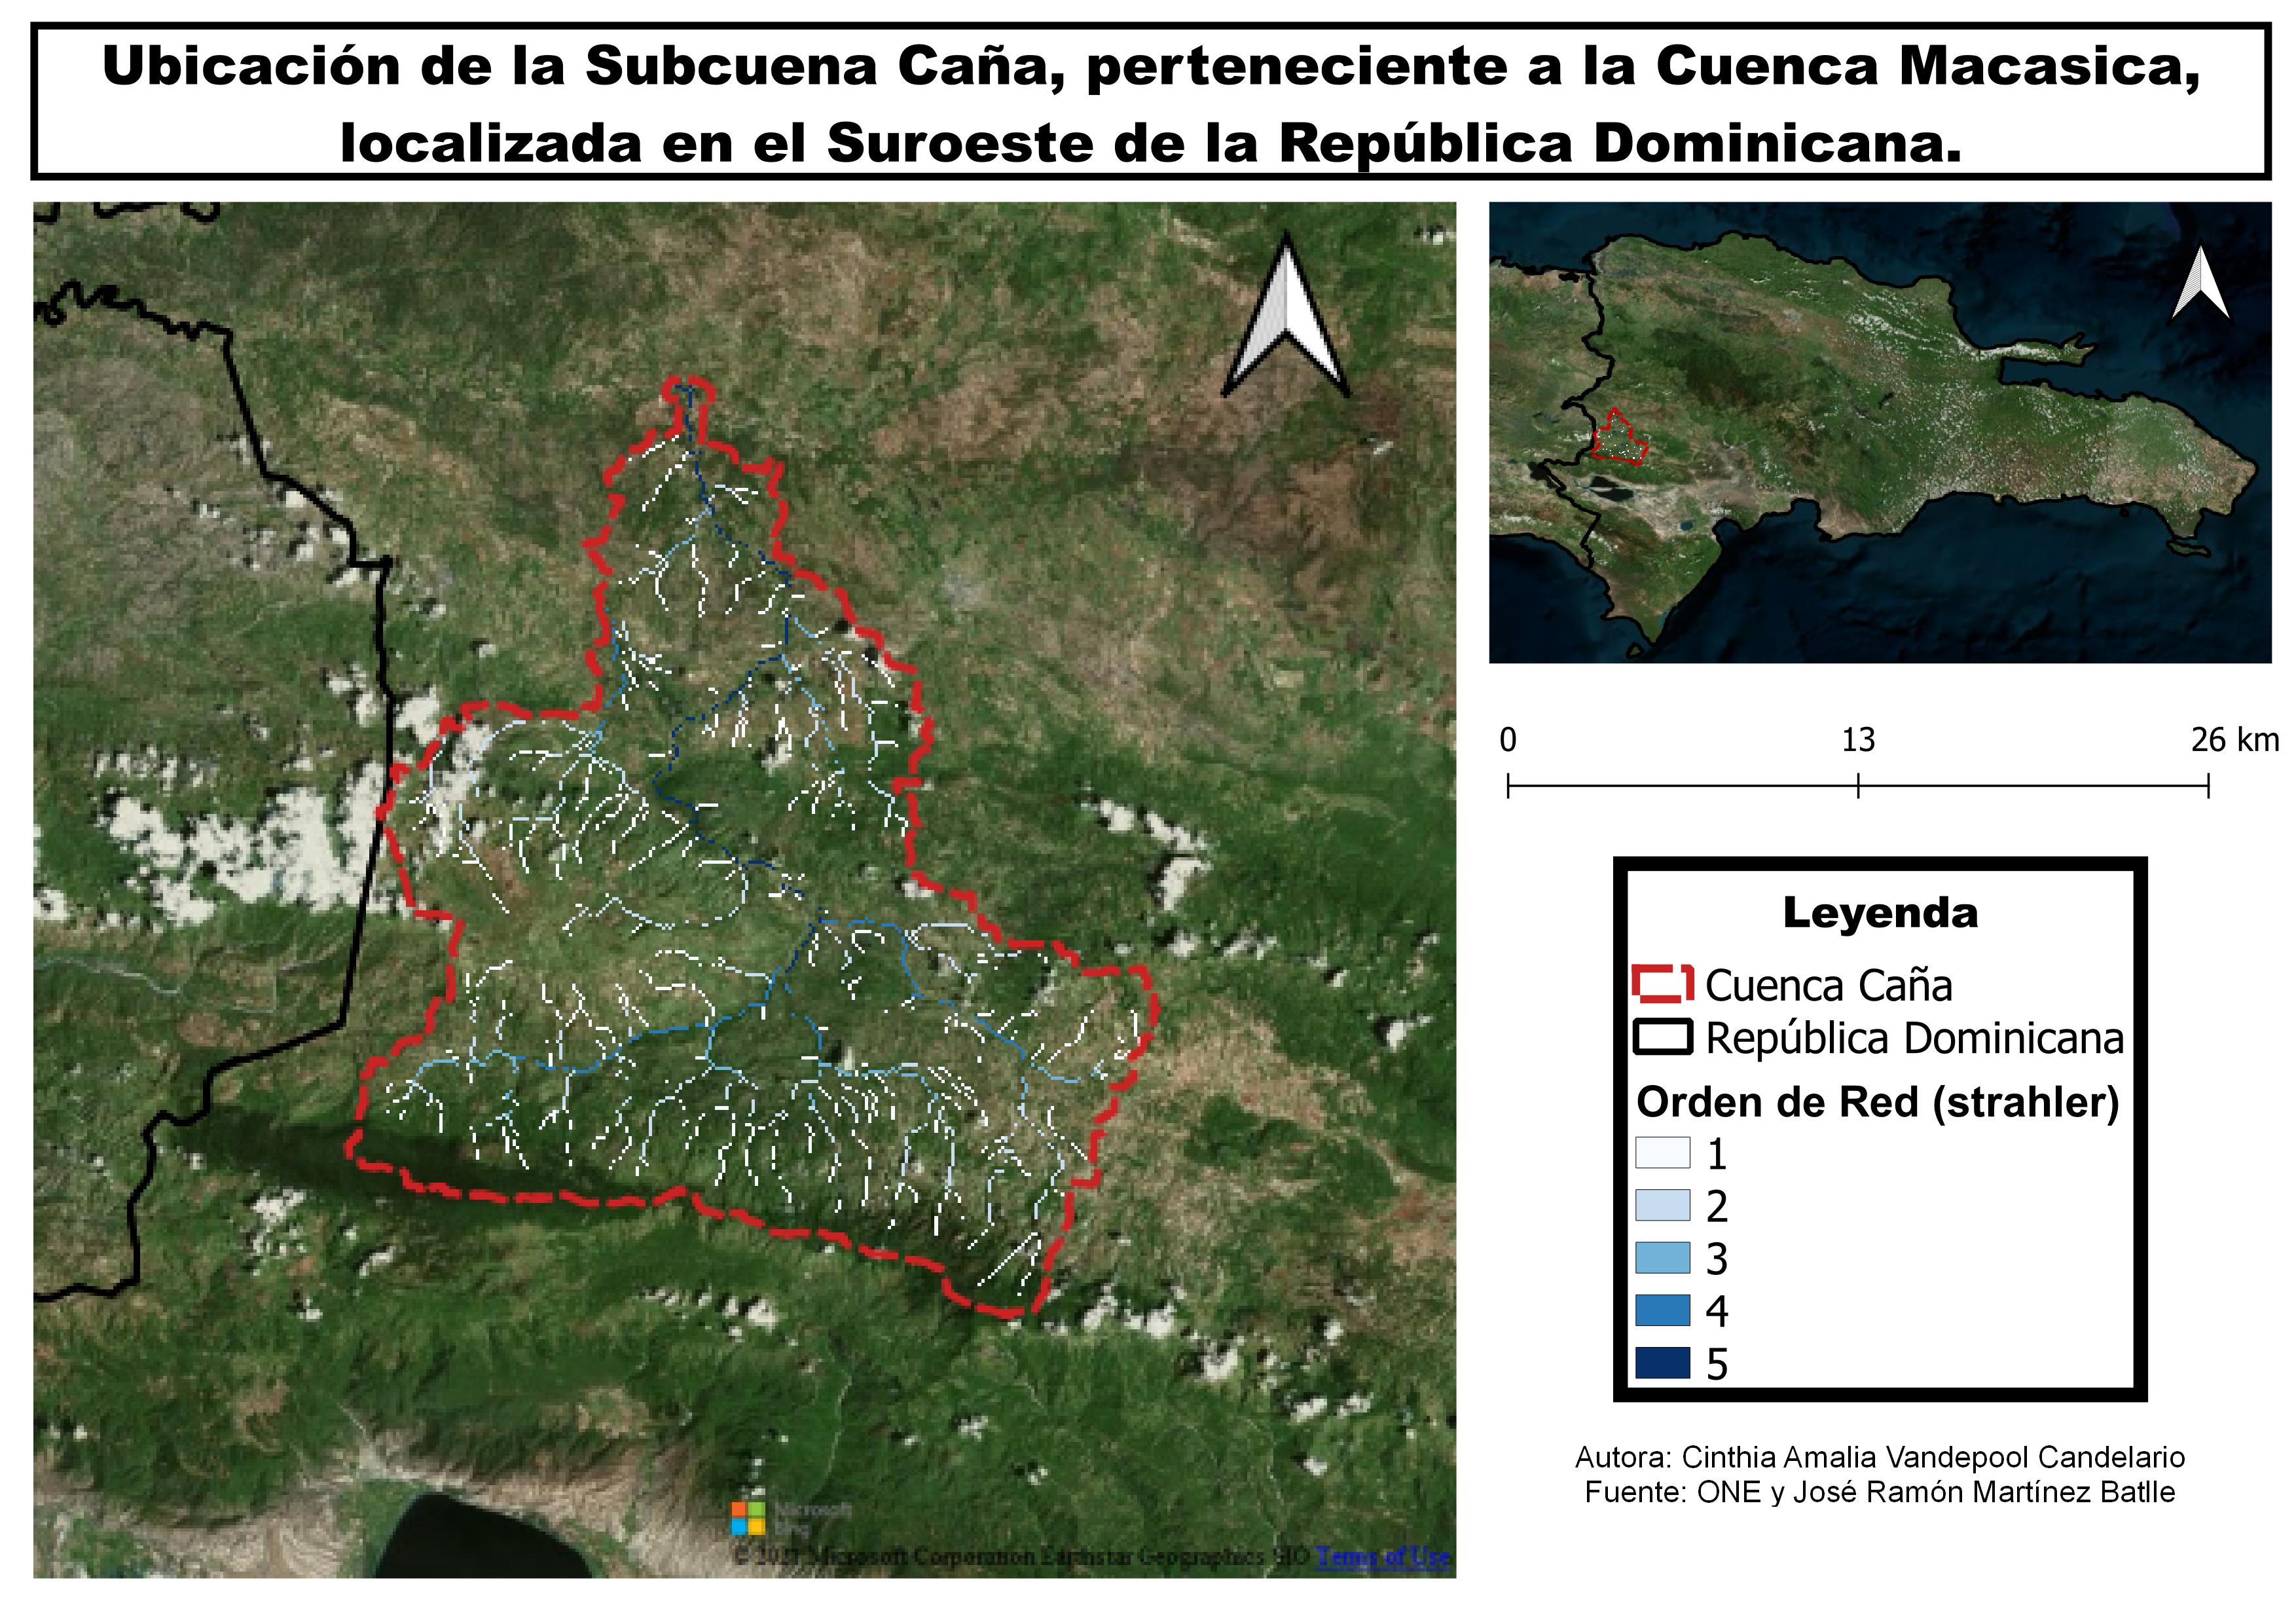 Ubicación de la Subcuena Caña, perteneciente a la Cuenca Macasica,
localizada en el Suroeste de la República Dominicana.
0 13 26 km
Leyenda
Cuenca Caña
República Dominicana
Orden de Red (strahler)
1
2
3
4
5
Autora: Cinthia Amalia Vandepool Candelario
Fuente: ONE y José Ramón Martínez Batlle
Microsoft
Bing
© 2021 Microsoft Corporation Earthstar Geographics SIO Terms of Use